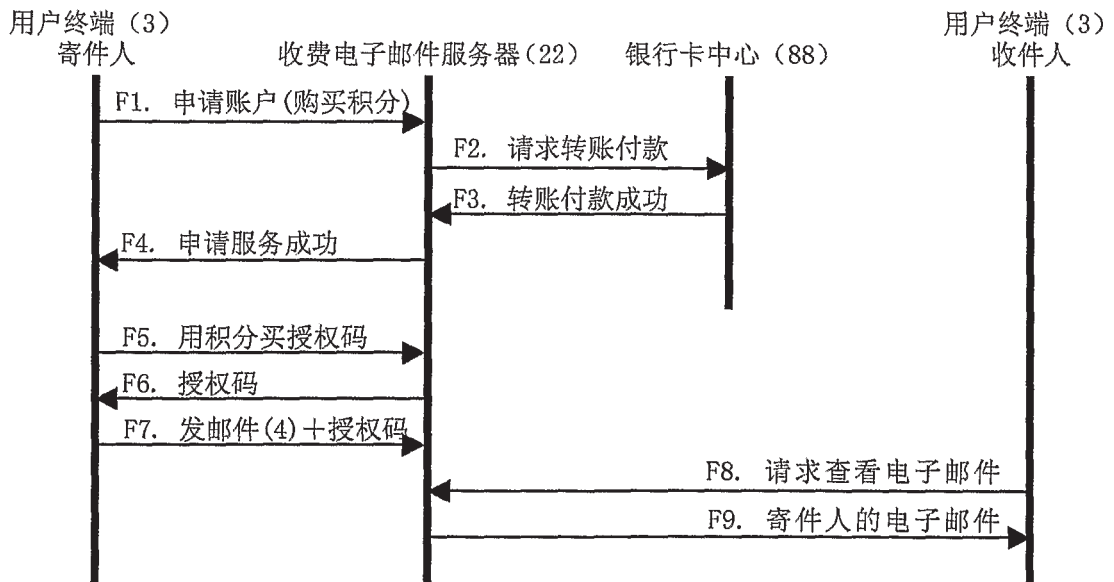 用户终端（3）
寄件人
收费电子邮件服务器(22)
银行卡中心（88）
用户终端（3）
收件人
F1. 申请账户(购买积分)
F2. 请求转账付款
F3. 转账付款成功
F4. 申请服务成功
F5. 用积分买授权码
F6. 授权码
F7. 发邮件(4)＋授权码
F8. 请求查看电子邮件
F9. 寄件人的电子邮件